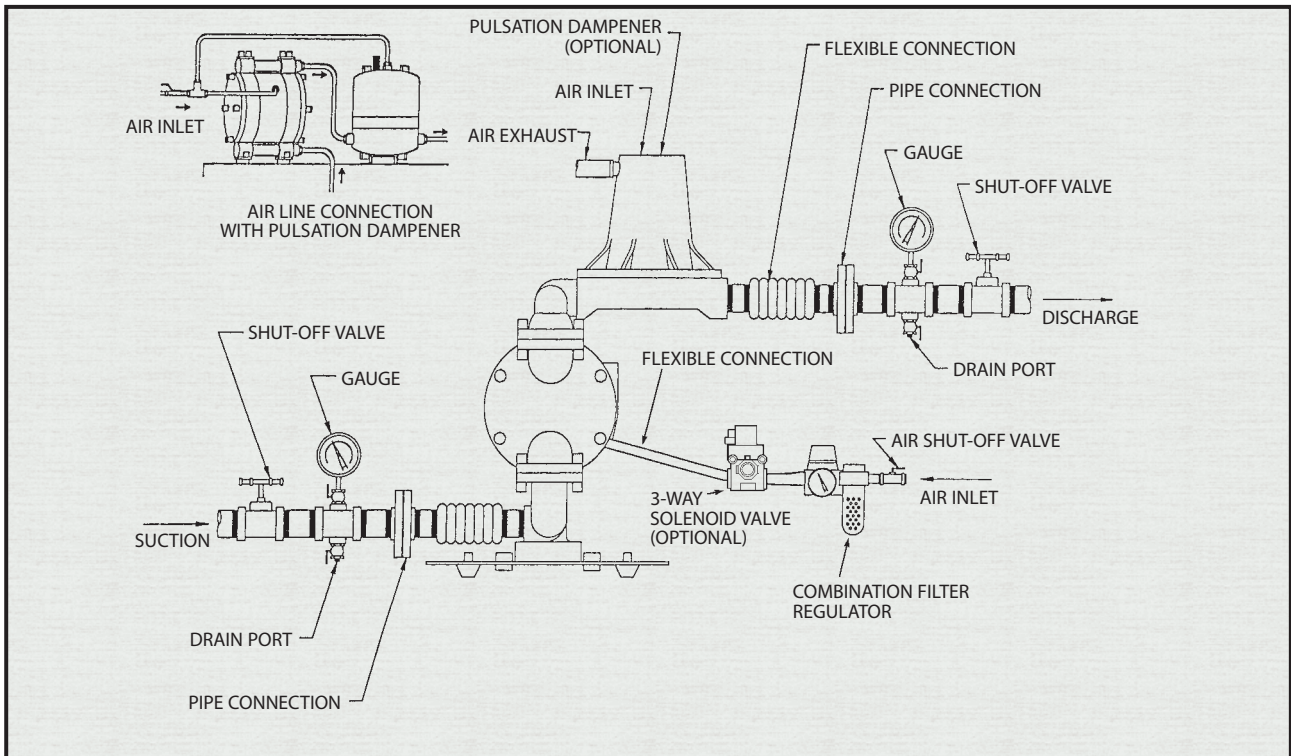 PULSATION DAMPENER
(OPTIONAL)
FLEXIBLE CONNECTION
AIR INLET
PIPE CONNECTION
AIR INLET
AIR EXHAUST
GAUGE
SHUT-OFF VALVE
AIR LINE CONNECTION
WITH PULSATION DAMPENER
DISCHARGE
SHUT-OFF VALVE
FLEXIBLE CONNECTION
DRAIN PORT
GAUGE
AIR SHUT-OFF VALVE
AIR INLET
3-WAY
SOLENOID VALVE
(OPTIONAL)
SUCTION
COMBINATION FILTER
REGULATOR
DRAIN PORT
PIPE CONNECTION